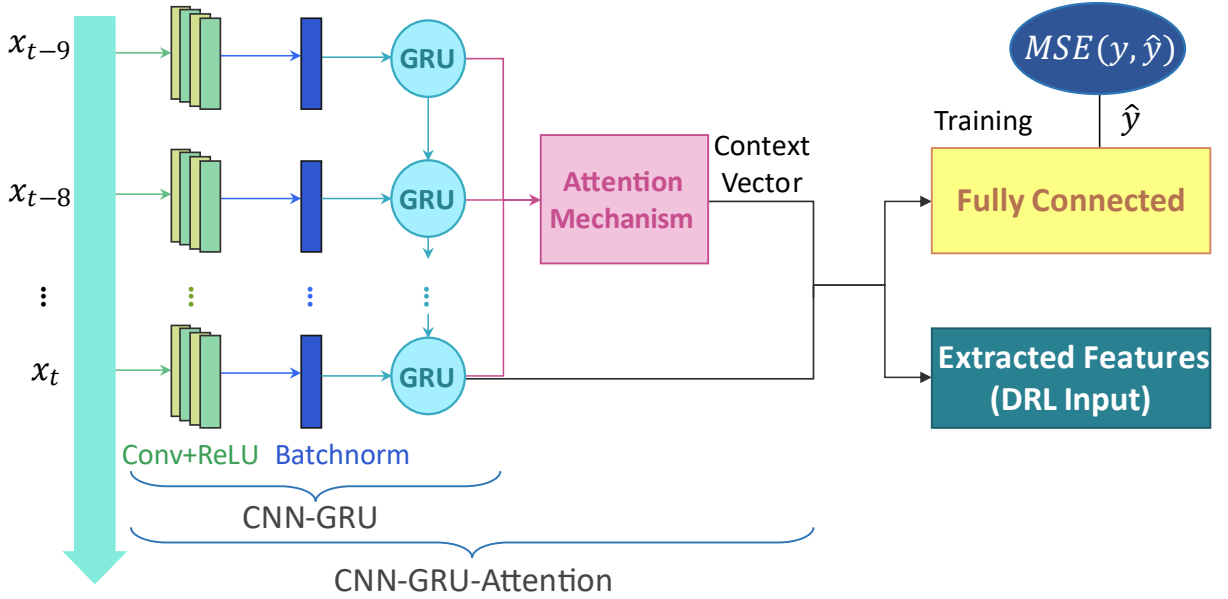 x_{t−9}
GRU
MSE(y, ŷ)
Training
ŷ
x_{t−8}
GRU
Attention
Mechanism
Context
Vector
Fully Connected
...
...
...
...
x_t
GRU
Extracted Features
(DRL Input)
Conv+ReLU
Batchnorm
CNN-GRU
CNN-GRU-Attention